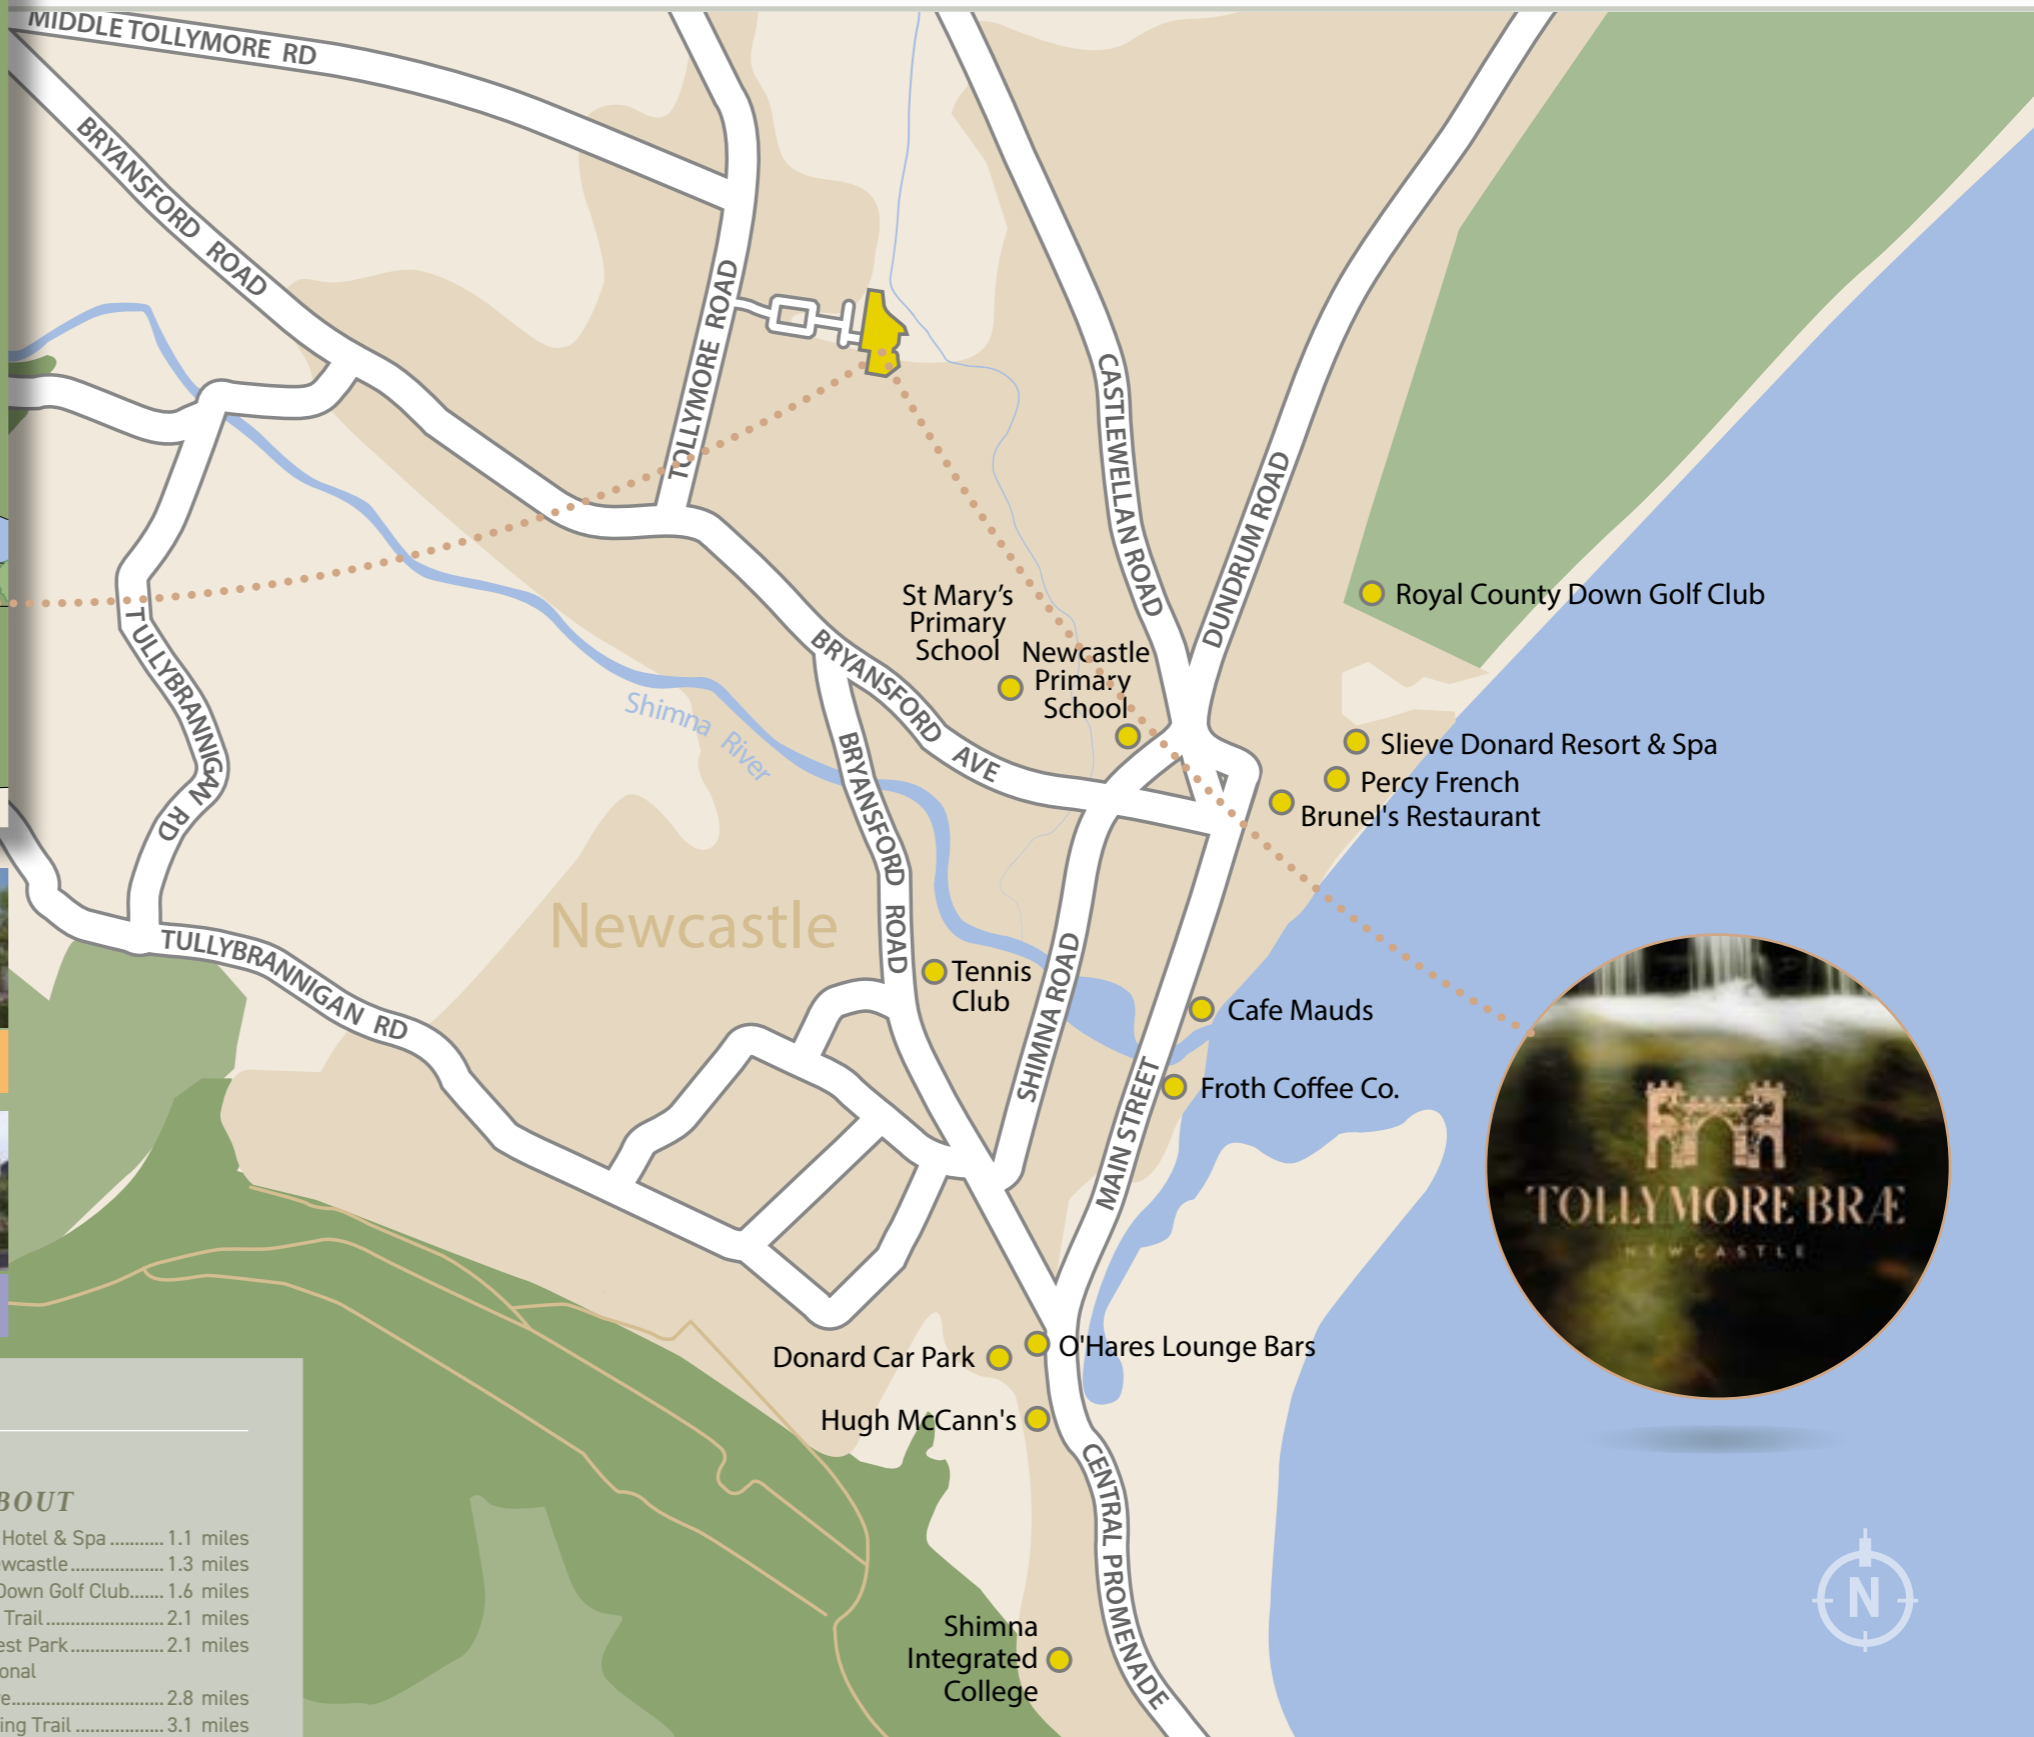 MIDDLE TOLLYMORE RD
BRYANSFORD ROAD
TOLLYMORE ROAD
CASTLEWELLAN ROAD
DUNDRUM ROAD
Royal County Down Golf Club
St Mary’s
Primary
School
Newcastle
Primary
School
TULLYBRANNIGAN RD
BRYANSFORD AVE
Shimna River
Slieve Donard Resort & Spa
Percy French
Brunel's Restaurant
BRYANSFORD ROAD
Newcastle
TULLYBRANNIGAN RD
Tennis
Club
SHIMNA ROAD
Cafe Mauds
MAIN STREET
Froth Coffee Co.
TOLLYMORE BRÆ
NEWCASTLE
Donard Car Park
O'Hares Lounge Bars
Hugh McCann's
CENTRAL PROMENADE
Shimna
Integrated
College
N
BOUT
Hotel & Spa ........... 1.1 miles
wcastle ................... 1.3 miles
Down Golf Club....... 1.6 miles
Trail ........................ 2.1 miles
est Park ................... 2.1 miles
onal
e............................... 2.8 miles
ing Trail .................. 3.1 miles